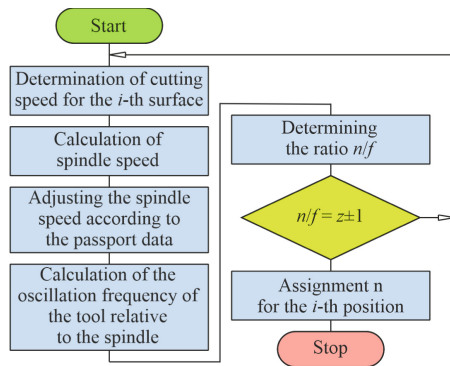 Start
Determination of cutting
speed for the i-th surface
Calculation of
spindle speed
Adjusting the spindle
speed according to
the passport data
Calculation of the
oscillation frequency of
the tool relative
to the spindle
Determining
the ratio n/f
n/f = z±1
Assignment n
for the i-th position
Stop